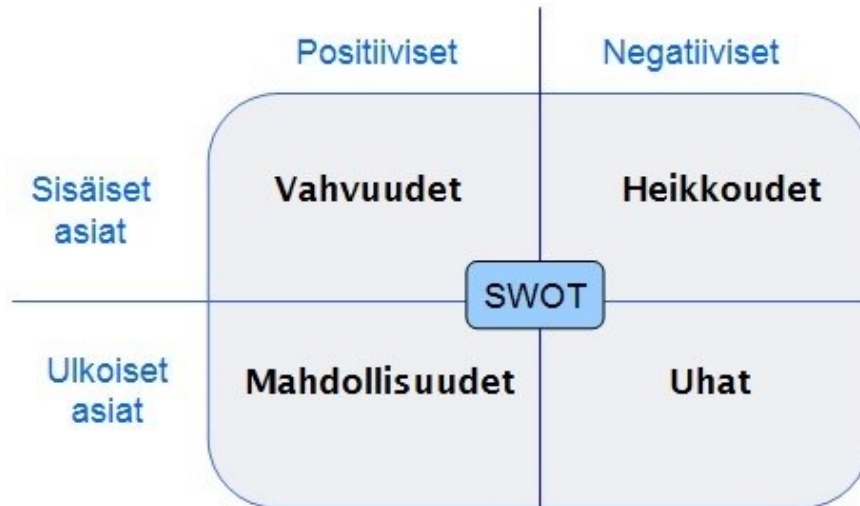 Positiiviset Negatiiviset
Sisäiset
asiat
Vahvuudet Heikkoudet
SWOT
Ulkoiset
asiat
Mahdollisuudet Uhat